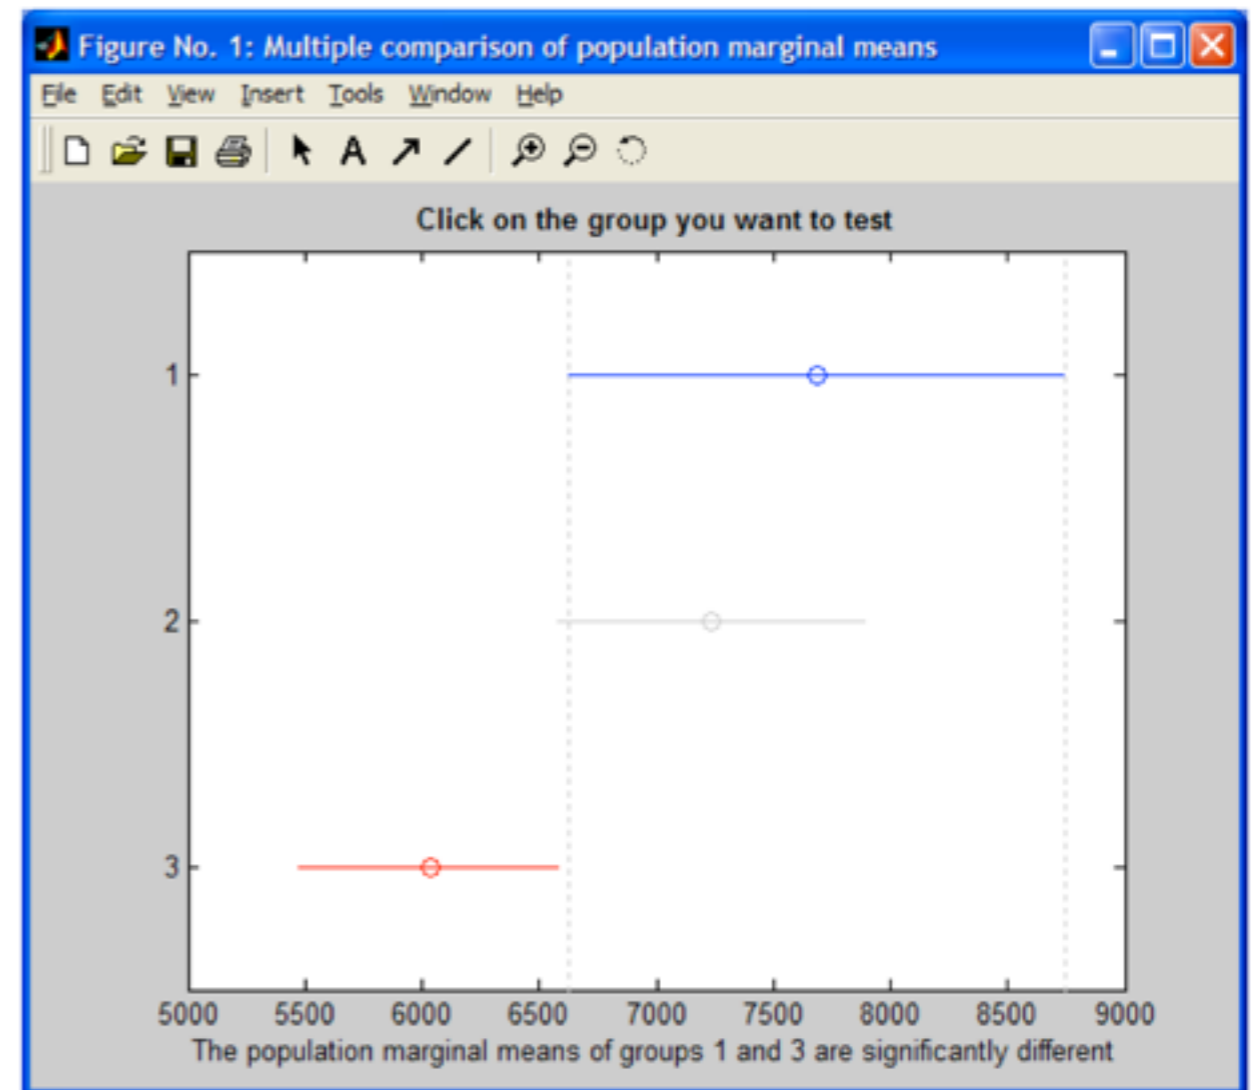 Figure No. 1: Multiple comparison of population marginal means
File Edit View Insert Tools Window Help
A
Click on the group you want to test
1
2
3
5000 5500 6000 6500 7000 7500 8000 8500 9000
The population marginal means of groups 1 and 3 are significantly different